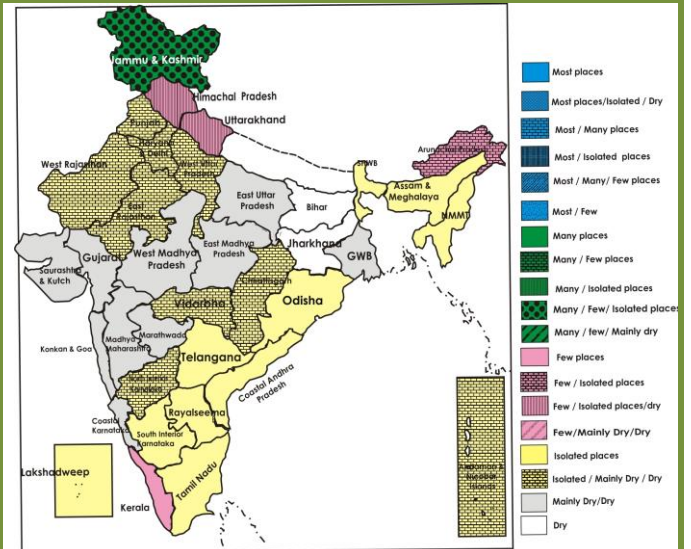 Jammu & Kashmir
Himachal Pradesh
Uttarakhand
Punjab
Haryana
Delhi
West Rajasthan
West Uttar
Pradesh
East
Rajasthan
East Uttar
Pradesh
Bihar
SHWB
Arunachal Pradesh
Assam &
Meghalaya
NMMT
Gujarat
West Madhya
Pradesh
East Madhya
Pradesh
Jharkhand
GWB
Saurashtra
& Kutch
Chhattisgarh
Odisha
Vidarbha
Konkan & Goa
Madhya
Maharashtra
Marathwada
Telangana
Coastal Andhra
Pradesh
North Interior
Karnataka
Rayalseema
Coastal
Karnataka
South Interior
Karnataka
Lakshadweep
Kerala
Tamil Nadu
Andaman &
Nicobar
Islands
Most places
Most places/Isolated / Dry
Most / Many places
Most / Isolated places
Most / Many/ Few places
Most / Few
Many places
Many / Few places
Many / Isolated places
Many / Few/ Isolated places
Many / few/ Mainly dry
Few places
Few / Isolated places
Few / Isolated places/dry
Few/Mainly Dry/Dry
Isolated places
Isolated / Mainly Dry / Dry
Mainly Dry/Dry
Dry